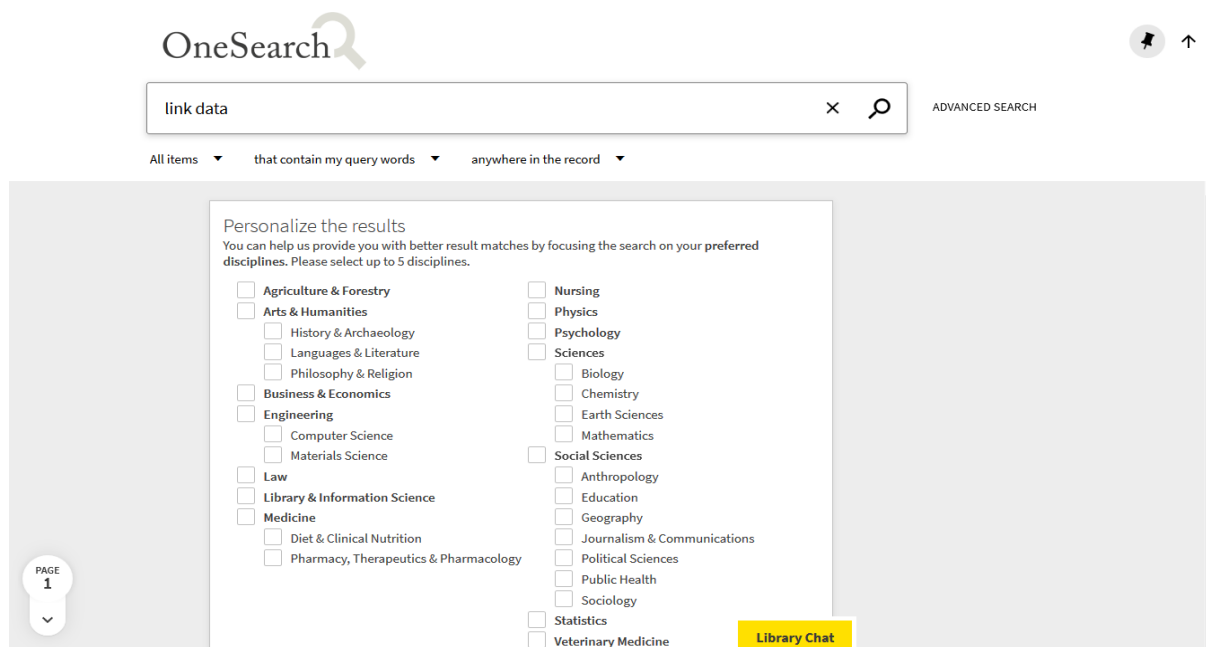 OneSearch
link data
ADVANCED SEARCH
All items
that contain my query words
anywhere in the record
Personalize the results
You can help us provide you with better result matches by focusing the search on your preferred
disciplines. Please select up to 5 disciplines.
Agriculture & Forestry
Arts & Humanities
History & Archaeology
Languages & Literature
Philosophy & Religion
Business & Economics
Engineering
Computer Science
Materials Science
Law
Library & Information Science
Medicine
Diet & Clinical Nutrition
Pharmacy, Therapeutics & Pharmacology
Nursing
Physics
Psychology
Sciences
Biology
Chemistry
Earth Sciences
Mathematics
Social Sciences
Anthropology
Education
Geography
Journalism & Communications
Political Sciences
Public Health
Sociology
Statistics
Veterinary Medicine
PAGE
1
Library Chat